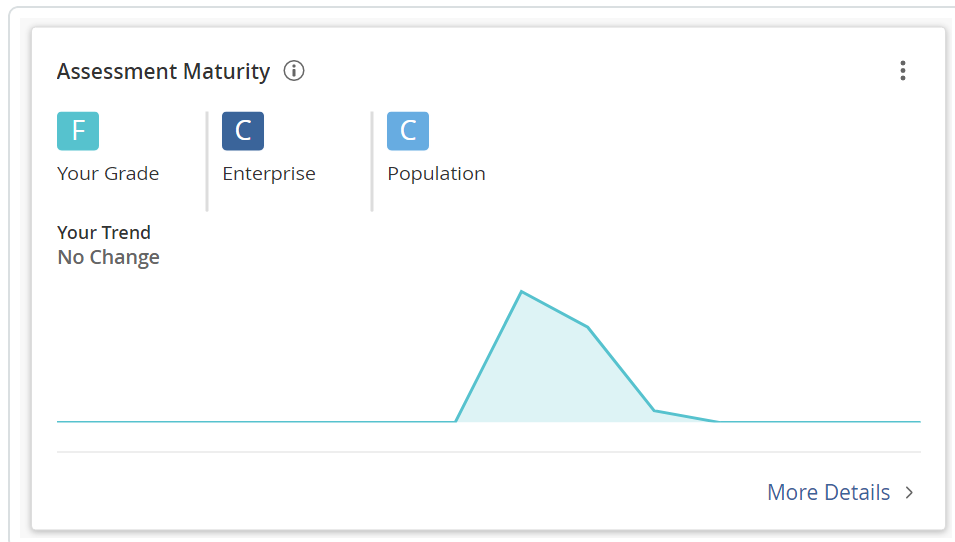 Assessment Maturity
F
C
C
Your Grade
Enterprise
Population
Your Trend
No Change
More Details